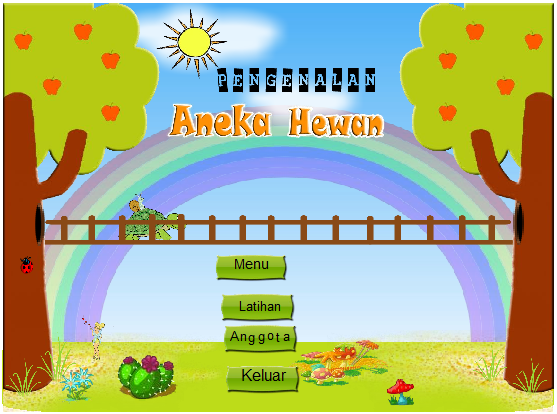 PENGENALAN
Aneka Hewan
Menu
Latihan
Anggota
Keluar